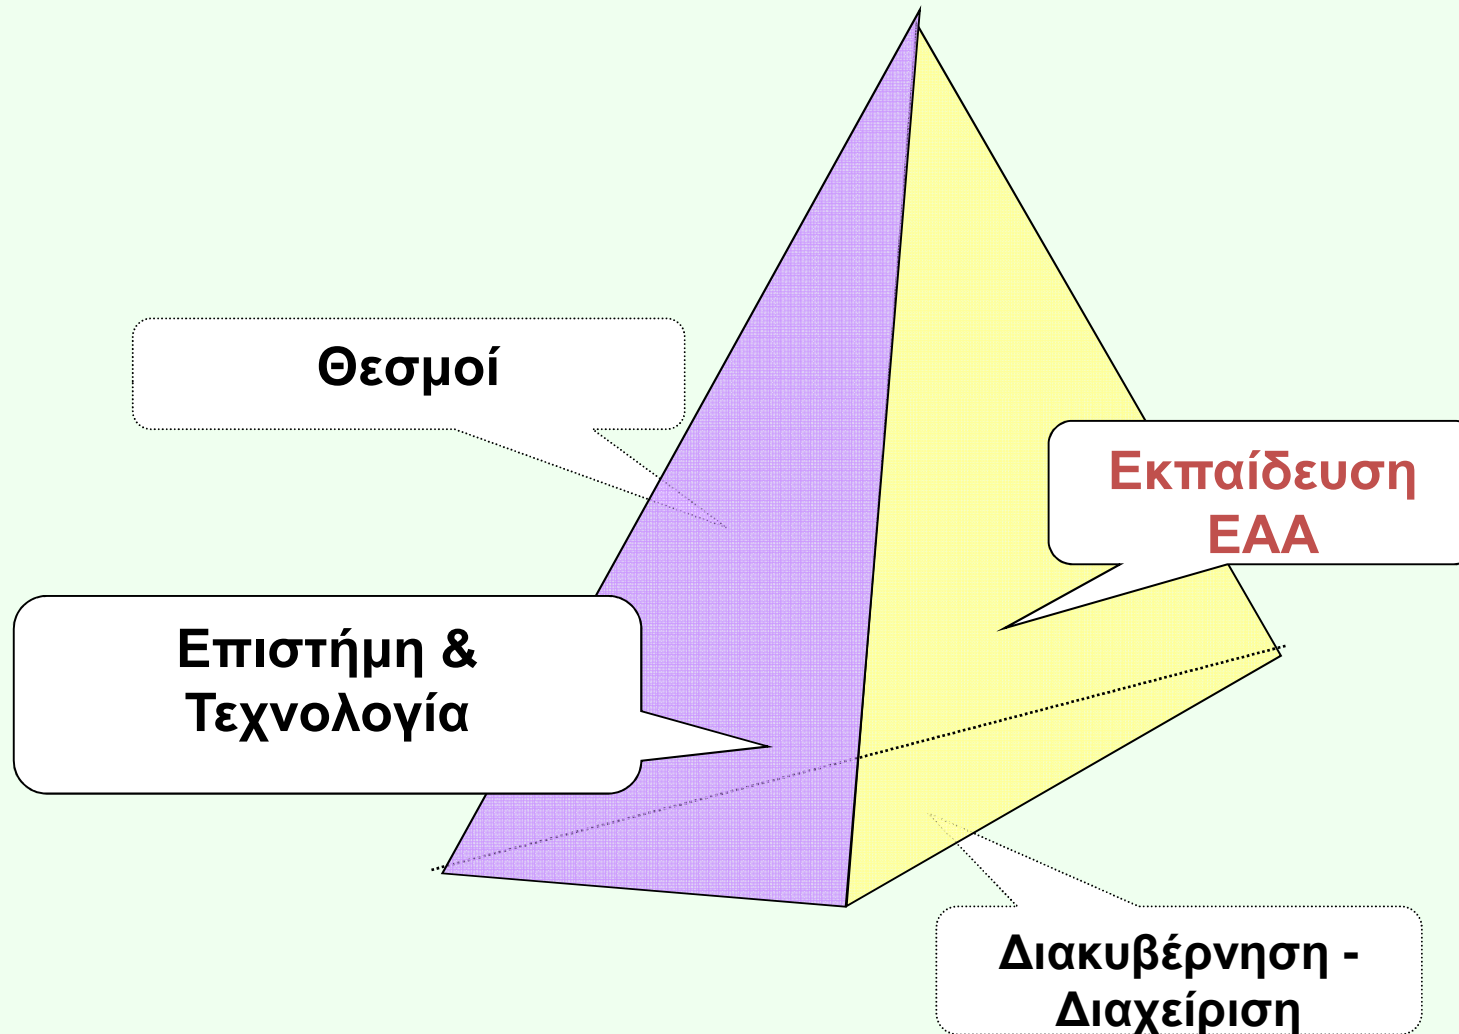 Θεσμοί
Εκπαίδευση
ΕΑΑ
Επιστήμη &
Τεχνολογία
Διακυβέρνηση -
Διαχείριση